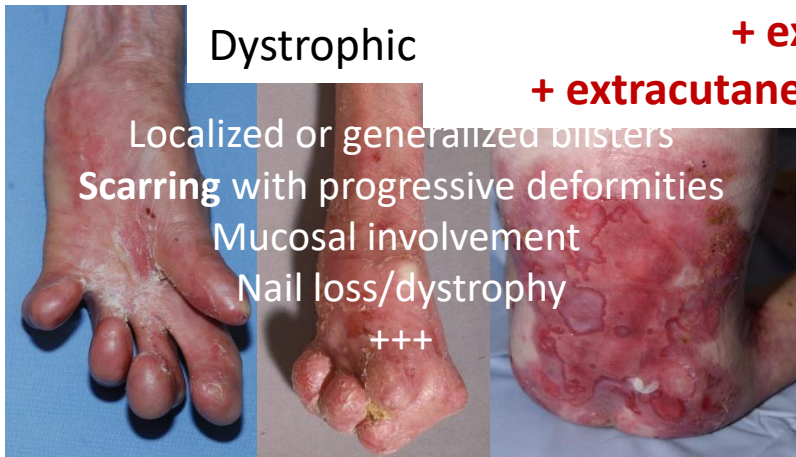 Dystrophic
+ ex
+ extracutane
Localized or generalized blisters
Scarring with progressive deformities
Mucosal involvement
Nail loss/dystrophy
+++